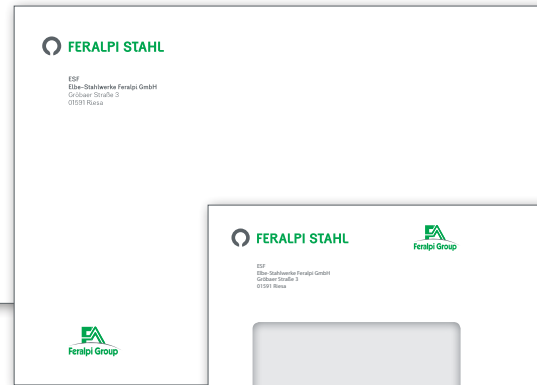 FERALPI STAHL
ESF
Elbe-Stahlwerke Feralpi GmbH
Gröbaer Straße 3
01591 Riesa
Feralpi Group
FERALPI STAHL
Feralpi Group
ESF
Elbe-Stahlwerke Feralpi GmbH
Gröbaer Straße 3
01591 Riesa